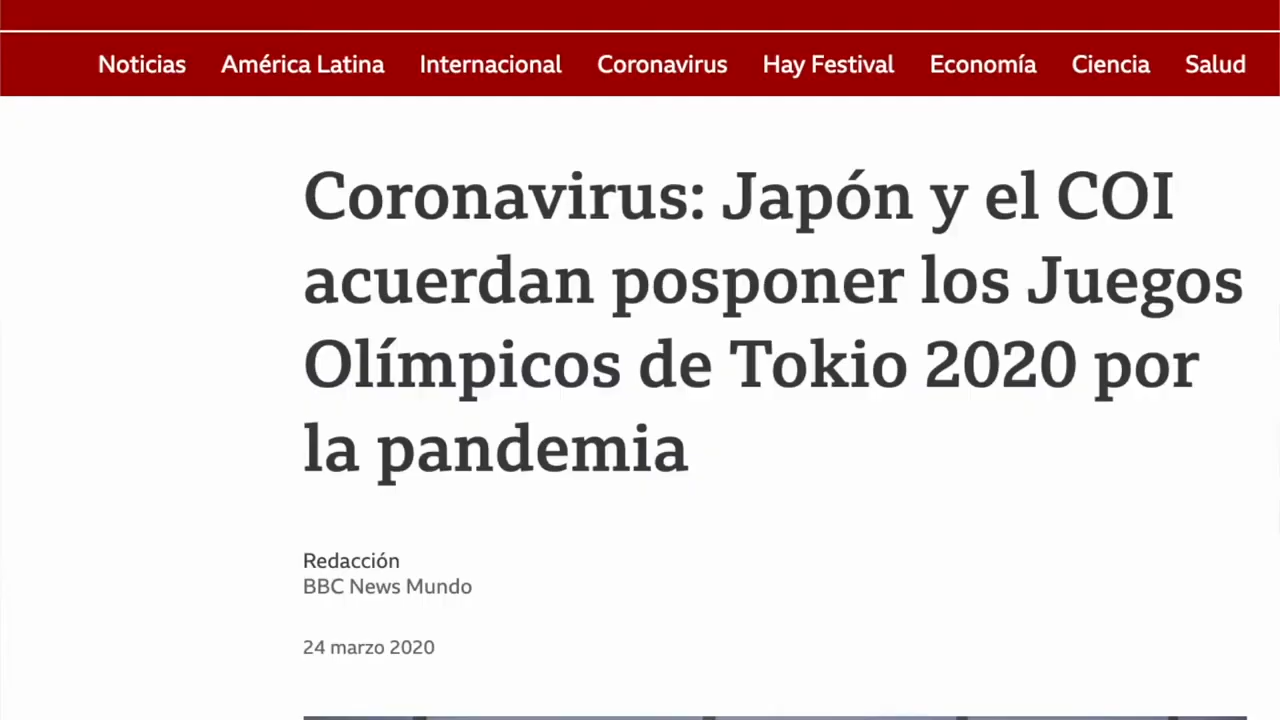 Noticias América Latina Internacional Coronavirus Hay Festival Economía Ciencia Salud
Coronavirus: Japón y el COI
acuerdan posponer los Juegos
Olímpicos de Tokio 2020 por
la pandemia
Redacción
BBC News Mundo
24 marzo 2020